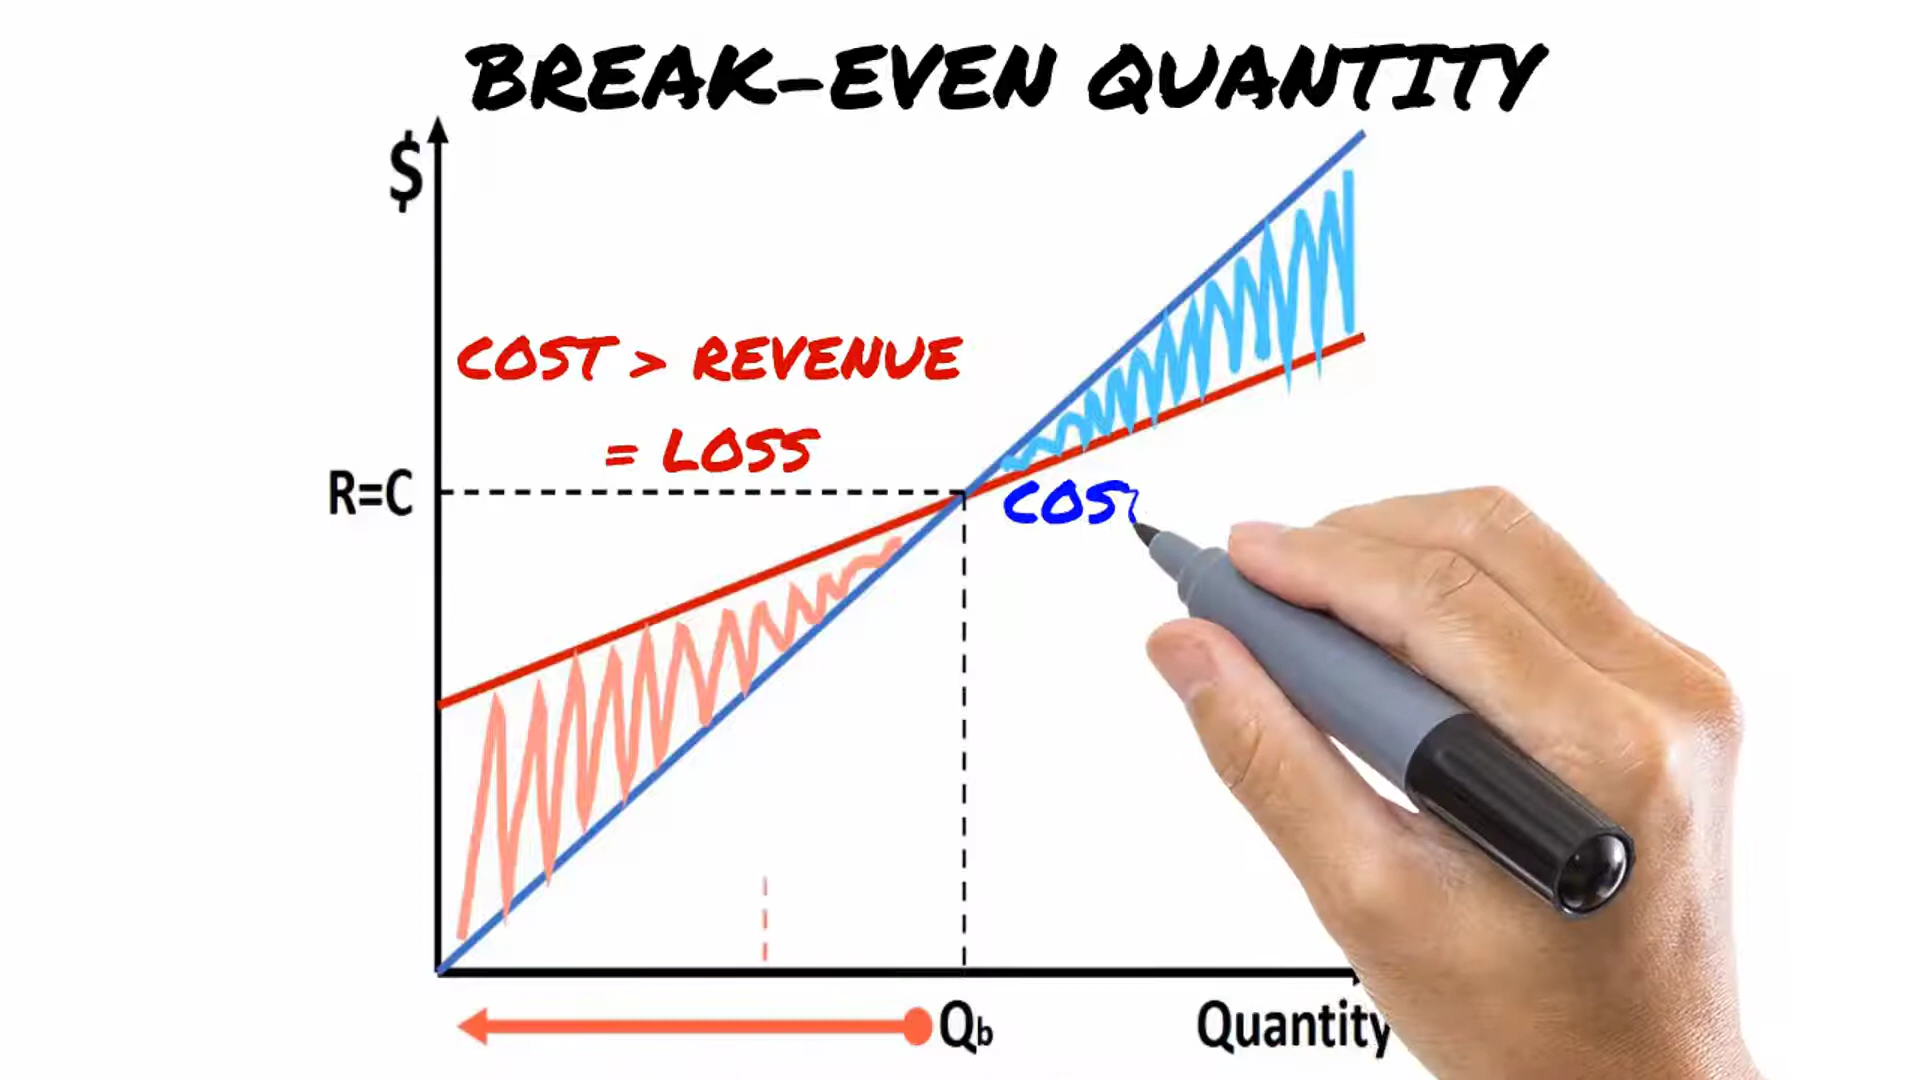 BREAK-EVEN QUANTITY
$
COST > REVENUE
= LOSS
R=C
COS
Qb
Quantity